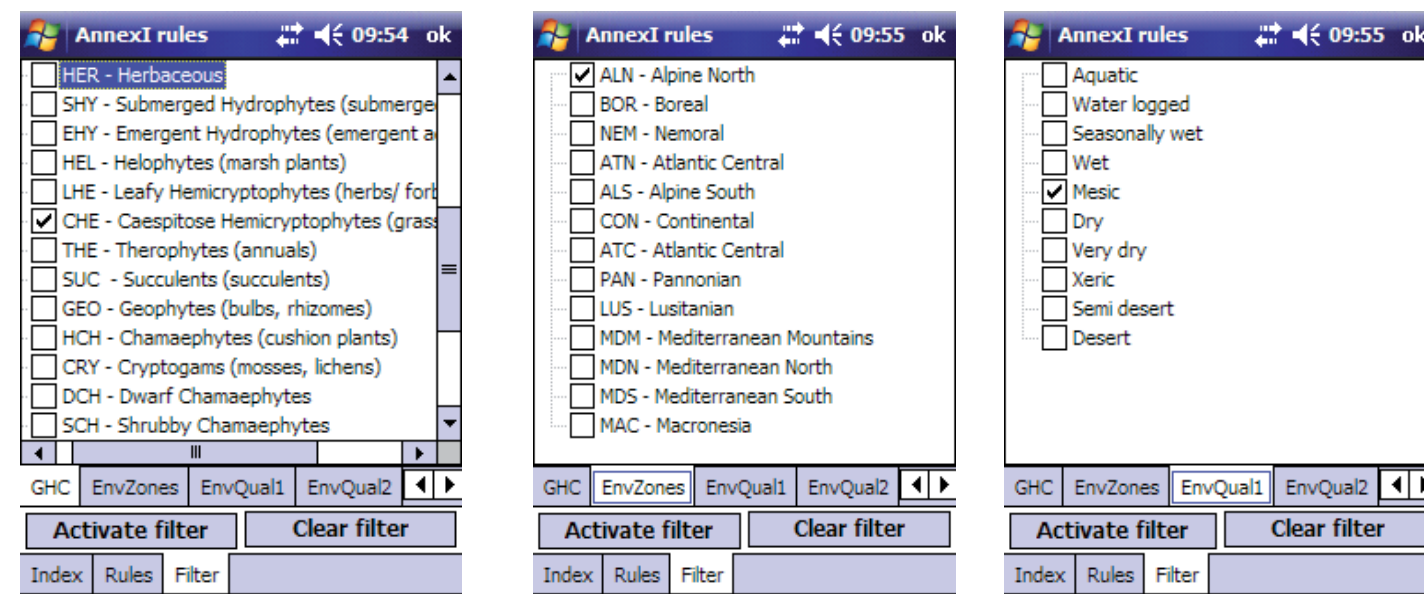 AnnexI rules 09:54 ok
HER - Herbaceous
SHY - Submerged Hydrophytes (submerge
EHY - Emergent Hydrophytes (emergent a
HEL - Helophytes (marsh plants)
LHE - Leafy Hemicryptophytes (herbs/ forb
CHE - Caespitose Hemicryptophytes (grass
THE - Therophytes (annuals)
SUC - Succulents (succulents)
GEO - Geophytes (bulbs, rhizomes)
HCH - Chamaephytes (cushion plants)
CRY - Cryptogams (mosses, lichens)
DCH - Dwarf Chamaephytes
SCH - Shrubby Chamaephytes
GHC EnvZones EnvQual1 EnvQual2
Activate filter Clear filter
Index Rules Filter
AnnexI rules 09:55 ok
ALN - Alpine North
BOR - Boreal
NEM - Nemoral
ATN - Atlantic Central
ALS - Alpine South
CON - Continental
ATC - Atlantic Central
PAN - Pannonian
LUS - Lusitanian
MDM - Mediterranean Mountains
MDN - Mediterranean North
MDS - Mediterranean South
MAC - Macronesia
GHC EnvZones EnvQual1 EnvQual2
Activate filter Clear filter
Index Rules Filter
AnnexI rules 09:55 ok
Aquatic
Water logged
Seasonally wet
Wet
Mesic
Dry
Very dry
Xeric
Semi desert
Desert
GHC EnvZones EnvQual1 EnvQual2
Activate filter Clear filter
Index Rules Filter